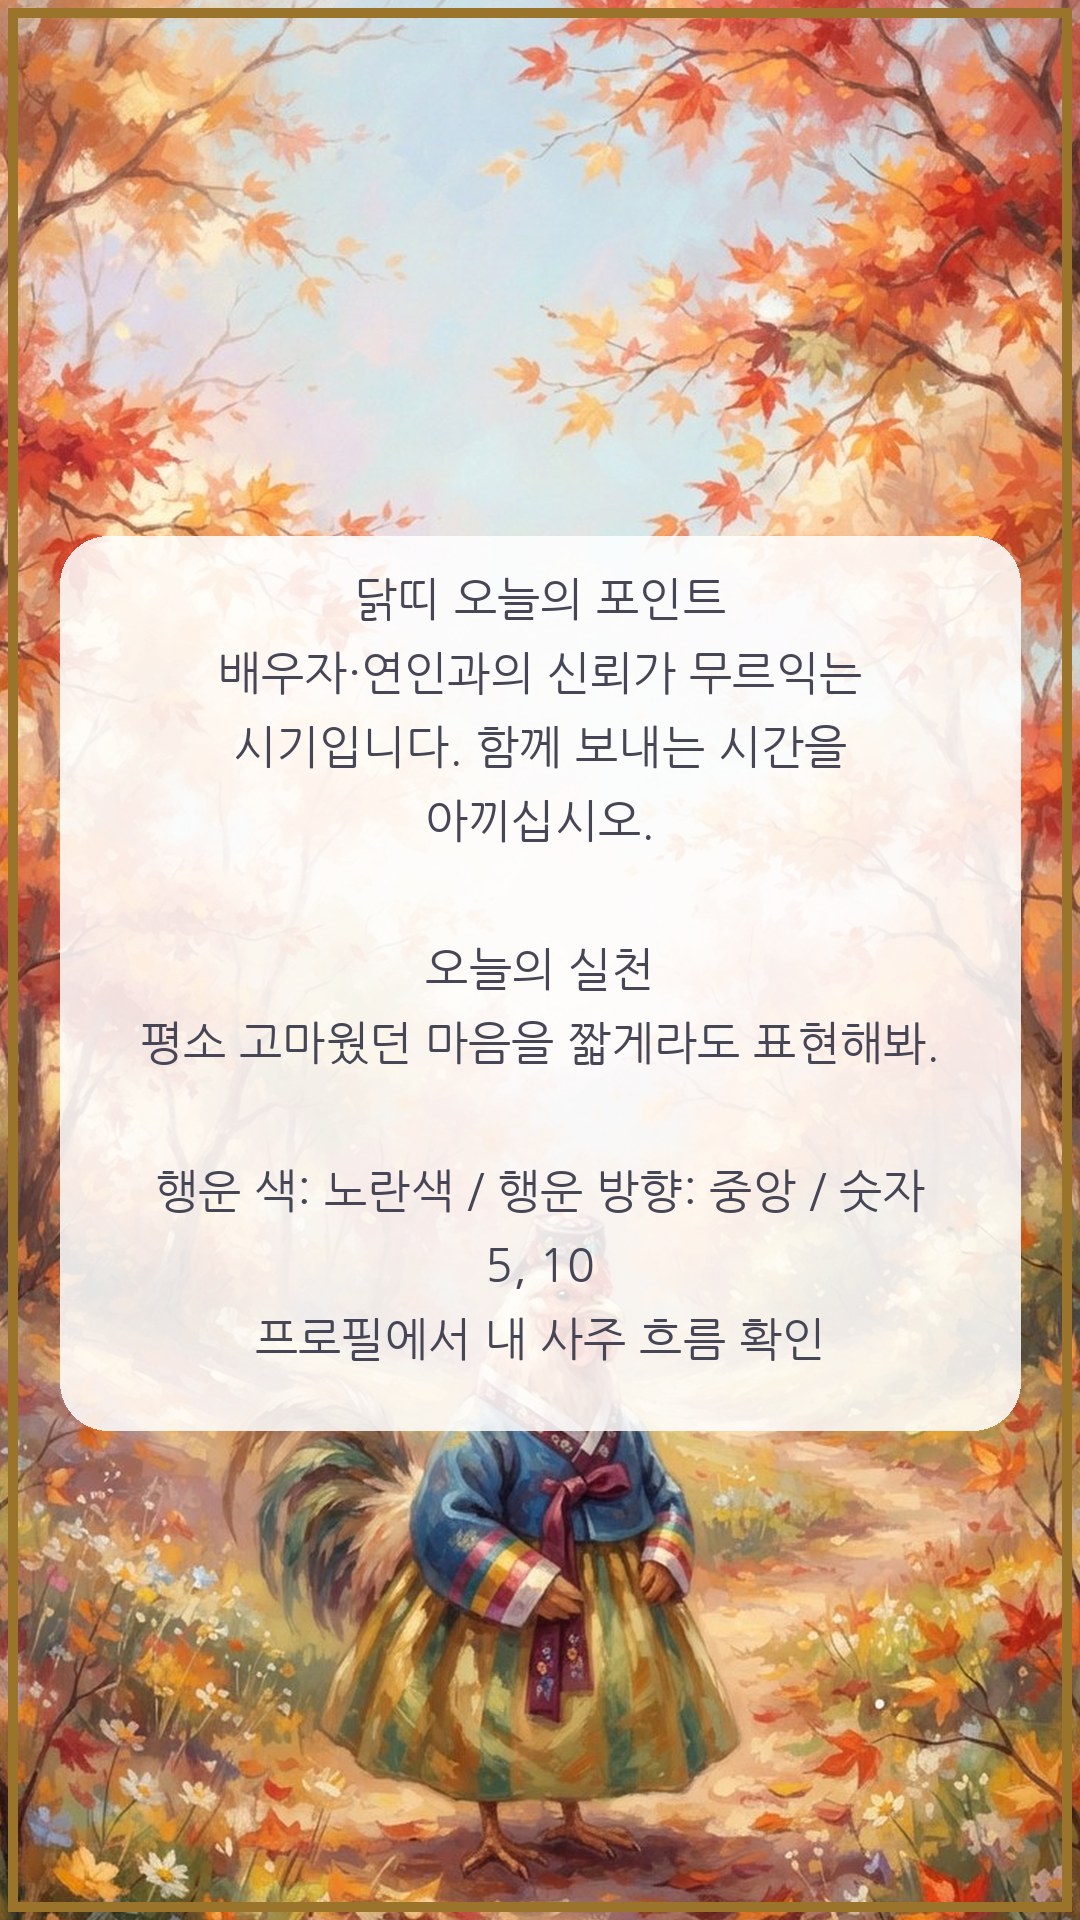 닭띠 오늘의 포인트
배우자·연인과의 신뢰가 무르익는
시기입니다. 함께 보내는 시간을
아끼십시오.
오늘의 실천
평소 고마웠던 마음을 짧게라도 표현해봐.
행운 색: 노란색 / 행운 방향: 중앙 / 숫자
5, 10
프로필에서 내 사주 흐름 확인